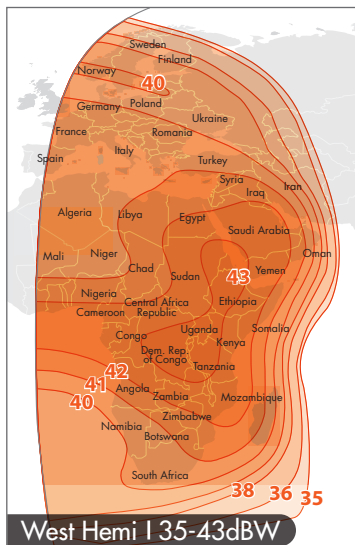 Sweden
Finland
Norway
40
Germany
Poland
Ukraine
France
Romania
Italy
Spain
Turkey
Syria
Iraq
Iran
Algeria
Libya
Egypt
Saudi Arabia
Oman
Mali
Niger
Chad
Sudan
43
Yemen
Nigeria
Central Africa
Republic
Ethiopia
Cameroon
Congo
Uganda
Kenya
Somalia
Dem. Rep.
of Congo
Tanzania
42
41
40
Angola
Zambia
Mozambique
Zimbabwe
Namibia
Botswana
South Africa
38
36
35
West Hemi I 35-43dBW